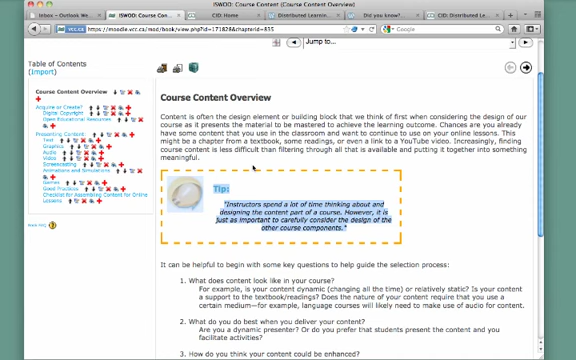 ISWOO: Course Content (Course Content Overview)
Inbox – Outlook We...
ISWOO: Course Cont...
CID: Home
Distributed Learnin...
Did you know?...
CID: Distributed Le...
vcc.ca https://moodle.vcc.ca/mod/book/view.php?id=171828&chapterid=835
Google
Jump to...
Table of Contents
(Import)
Course Content Overview
Acquire or Create?
Digital Copyright
Open Educational Resources
Presenting Content
Text
Graphics
Audio
Video
Screencasting
Animations and Simulations
Games
Good Practices
Checklist for Assembling Content for Online
Lessons
Course Content Overview
Content is often the design element or building block that we think of first when considering the design of our
course as it presents the material to be mastered to achieve the learning outcome. Chances are you already
have some content that you use in the classroom and want to continue to use on your online lessons. This
might be a chapter from a textbook, some readings, or even a link to a YouTube video. Increasingly, finding
course content is less difficult than filtering through all that is available and putting it together into something
meaningful.
Tip:
"Instructors spend a lot of time thinking about and
designing the content part of a course. However, it is
just as important to carefully consider the design of the
other course components."
It can be helpful to begin with some key questions to help guide the selection process:
1. What does content look like in your course?
For example, is your content dynamic (changing all the time) or relatively static? Is your content
a support to the textbook/readings? Does the nature of your content require that you use a
certain medium—for example, language courses will likely need to make use of audio for content.
2. What do you do best when you deliver your content?
Are you a dynamic presenter? Or do you prefer that students present the content and you
facilitate activities?
3. How do you think your content could be enhanced?